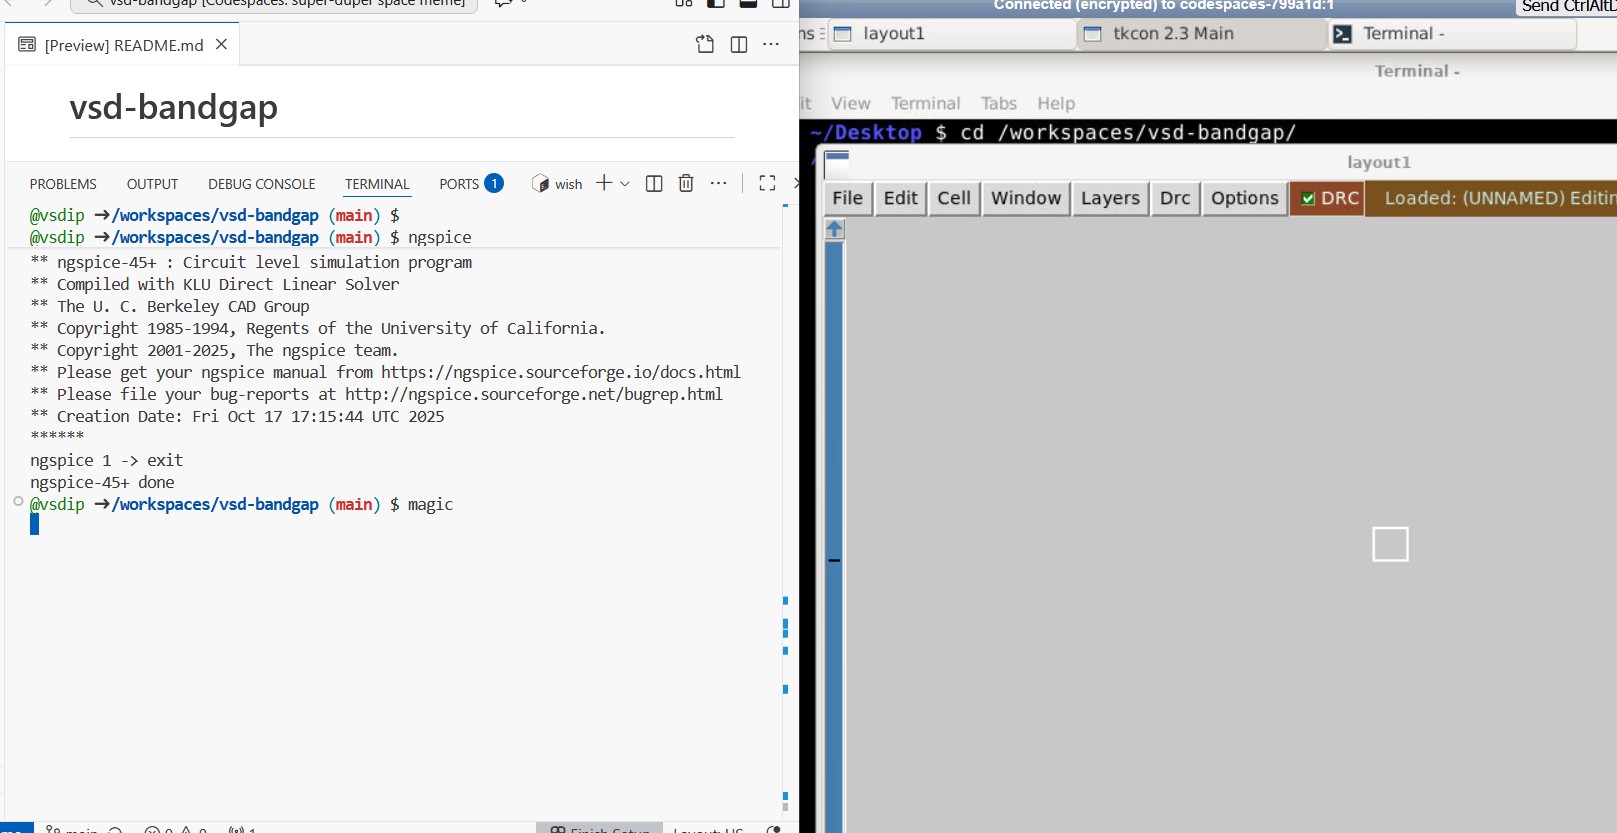 vsd-bandgap [Codespaces: super-duper space meme]
[Preview] README.md
vsd-bandgap
PROBLEMS OUTPUT DEBUG CONSOLE TERMINAL PORTS 1 wish
@vsdip ➜/workspaces/vsd-bandgap (main) $
@vsdip ➜/workspaces/vsd-bandgap (main) $ ngspice
** ngspice-45+ : Circuit level simulation program
** Compiled with KLU Direct Linear Solver
** The U. C. Berkeley CAD Group
** Copyright 1985-1994, Regents of the University of California.
** Copyright 2001-2025, The ngspice team.
** Please get your ngspice manual from https://ngspice.sourceforge.io/docs.html
** Please file your bug-reports at http://ngspice.sourceforge.net/bugrep.html
** Creation Date: Fri Oct 17 17:15:44 UTC 2025
******
ngspice 1 -> exit
ngspice-45+ done
@vsdip ➜/workspaces/vsd-bandgap (main) $ magic
main 0 0 1 Finish Setup Layout: US
Connected (encrypted) to codespaces-799a1d:1
Send CtrlAltD
ns layout1 tkcon 2.3 Main Terminal -
Terminal -
it View Terminal Tabs Help
~/Desktop $ cd /workspaces/vsd-bandgap/
layout1
File Edit Cell Window Layers Drc Options DRC Loaded: (UNNAMED) Editin